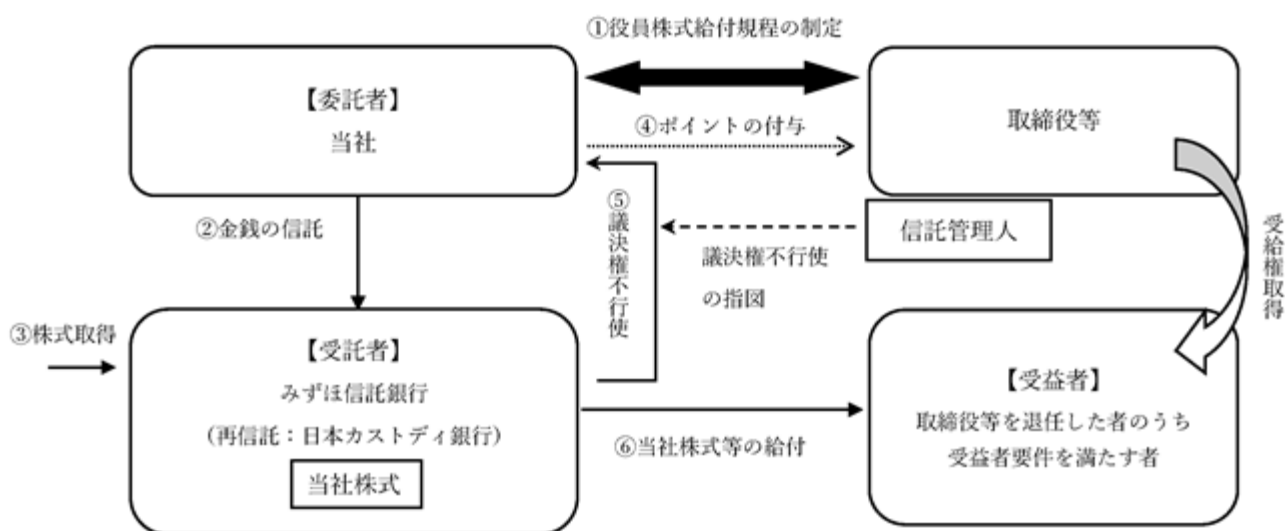 ①役員株式給付規程の制定
【委託者】
当社
取締役等
④ポイントの付与
②金銭の信託
⑤議決権不行使
議決権不行使
の指図
信託管理人
受給権取得
③株式取得
【受託者】
みずほ信託銀行
（再信託：日本カストディ銀行）
当社株式
⑥当社株式等の給付
【受益者】
取締役等を退任した者のうち
受益者要件を満たす者